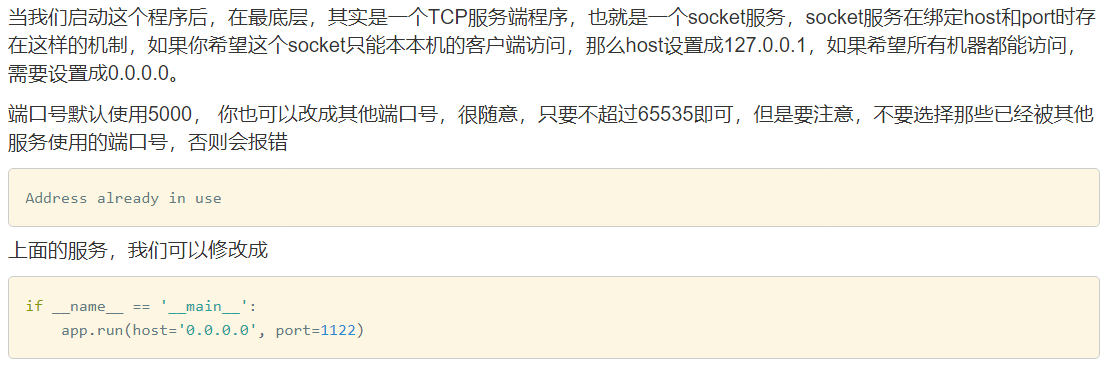 当我们启动这个程序后，在最底层，其实是一个TCP服务端程序，也就是一个socket服务，socket服务在绑定host和port时存
在这样的机制，如果你希望这个socket只能本本机的客户端访问，那么host设置成127.0.0.1，如果希望所有机器都能访问，
需要设置成0.0.0.0。
端口号默认使用5000， 你也可以改成其他端口号，很随意，只要不超过65535即可，但是要注意，不要选择那些已经被其他
服务使用的端口号，否则会报错
Address already in use
上面的服务，我们可以修改成
if __name__ == '__main__':
    app.run(host='0.0.0.0', port=1122)